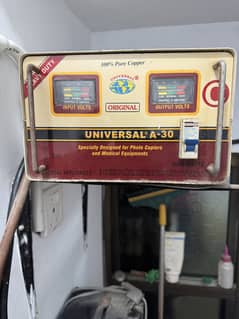 100% Pure Copper
HEAVY DUTY
UNIVERSAL
INPUT VOLTS
ORIGINAL
OUTPUT VOLTS
UNIVERSAL A-30
Specially Designed for Photo Copiers
and Medical Equipments